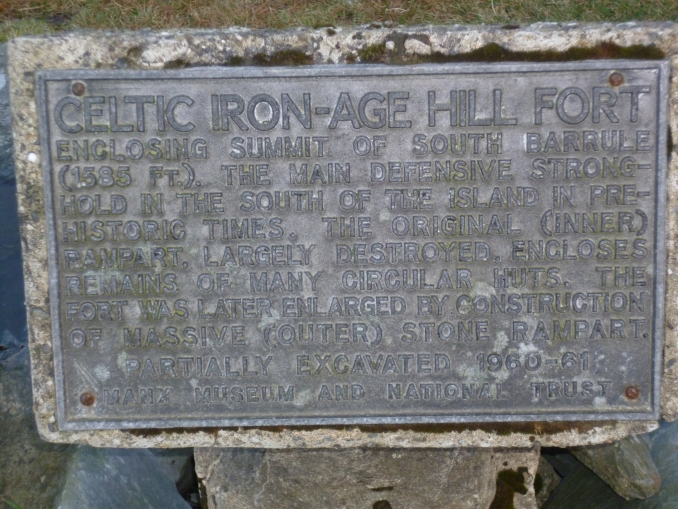 CELTIC IRON-AGE HILL FORT
ENCLOSING SUMMIT OF SOUTH BARRULE
(1585 FT.). THE MAIN DEFENSIVE STRONG-
HOLD IN THE SOUTH OF THE ISLAND IN PRE-
HISTORIC TIMES. THE ORIGINAL (INNER)
RAMPART, LARGELY DESTROYED, ENCLOSES
REMAINS OF MANY CIRCULAR HUTS. THE
FORT WAS LATER ENLARGED BY CONSTRUCTION
OF MASSIVE (OUTER) STONE RAMPART.
PARTIALLY EXCAVATED 1960-61
MANX MUSEUM AND NATIONAL TRUST